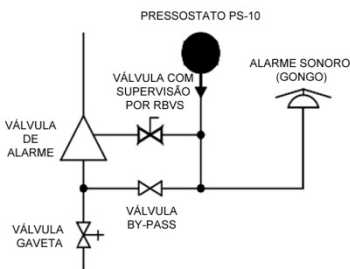 PRESSOSTATO PS-10
ALARME SONORO
(GONGO)
VÁLVULA COM
SUPERVISÃO
POR RBVS
VÁLVULA
DE
ALARME
VÁLVULA
BY-PASS
VÁLVULA
GAVETA